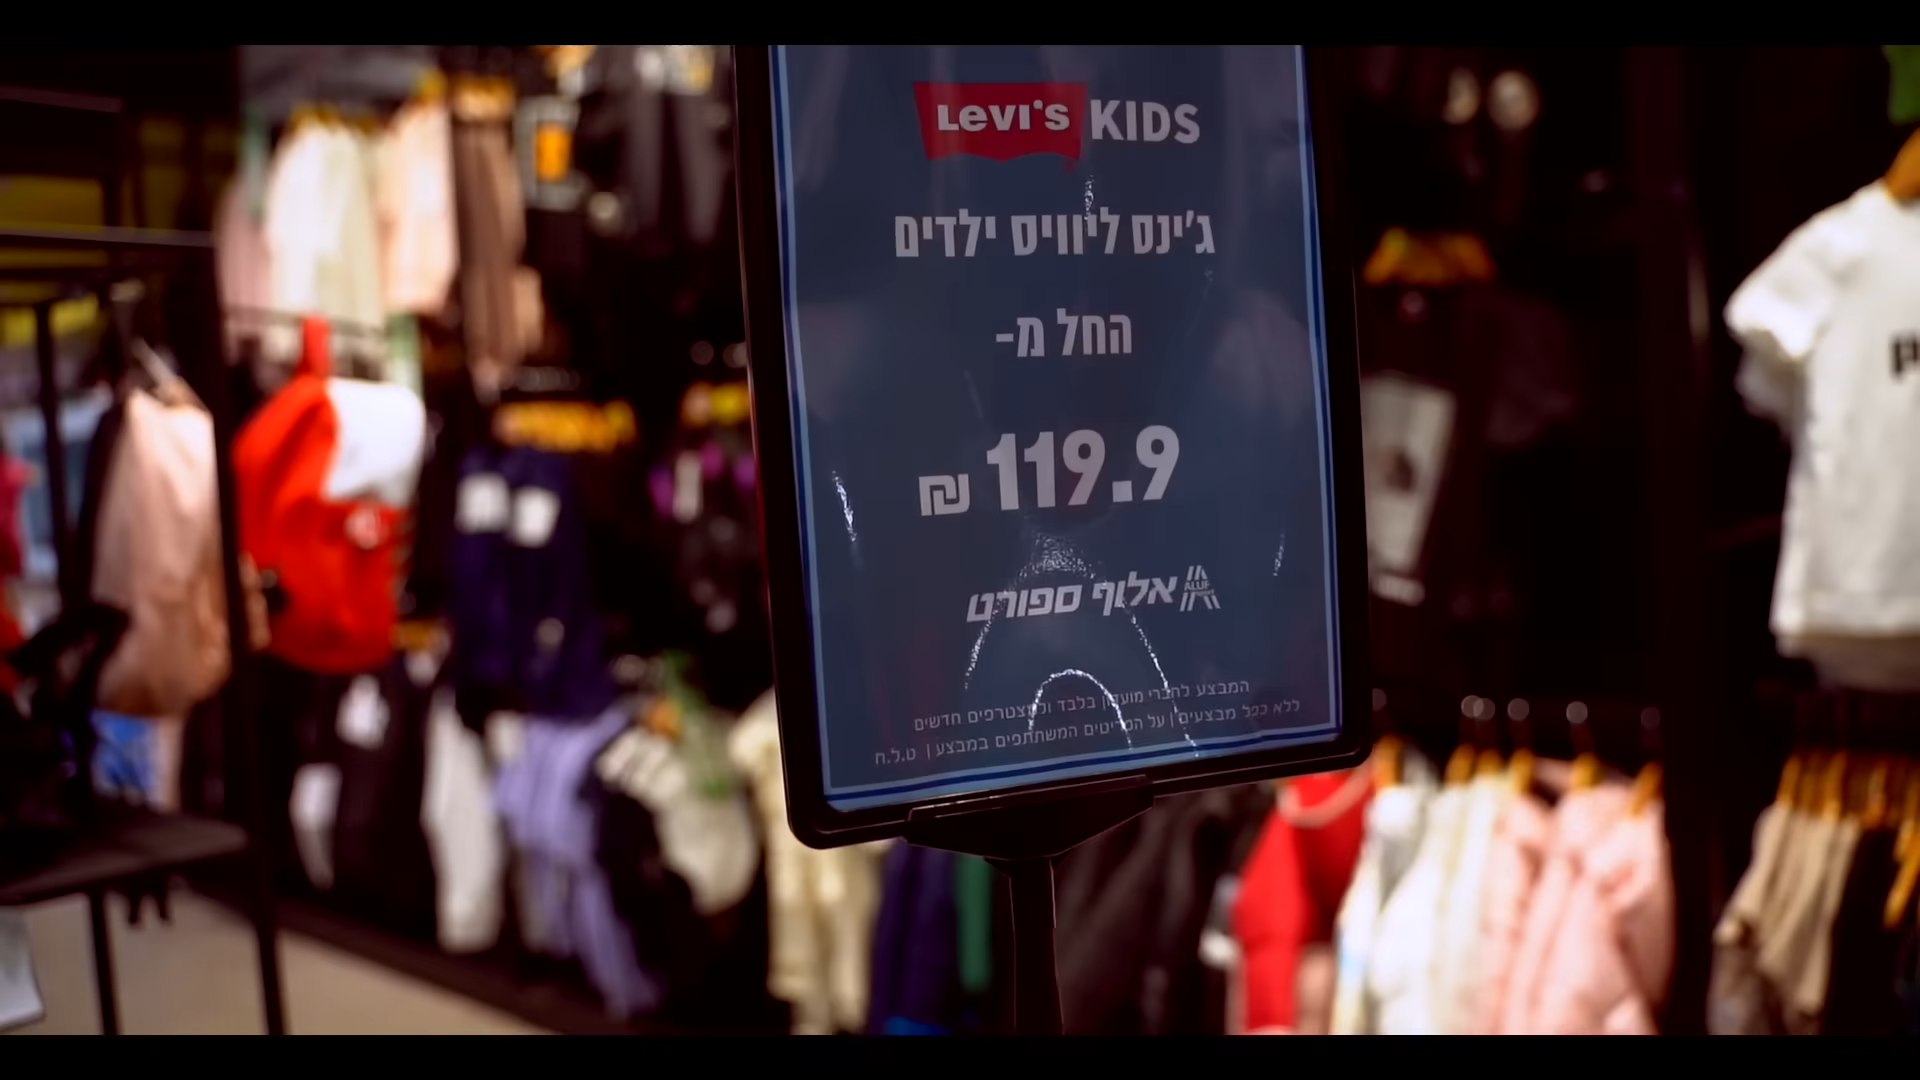 Levi's KIDS
ג'ינס ליוויס ילדים
החל מ-
119.9 ₪
אלוף ספורט ALUF
המבצע לחברי מועדון בלבד ולמצטרפים חדשים
ללא כפל מבצעים | על הפריטים המשתתפים במבצע | ט.ל.ח